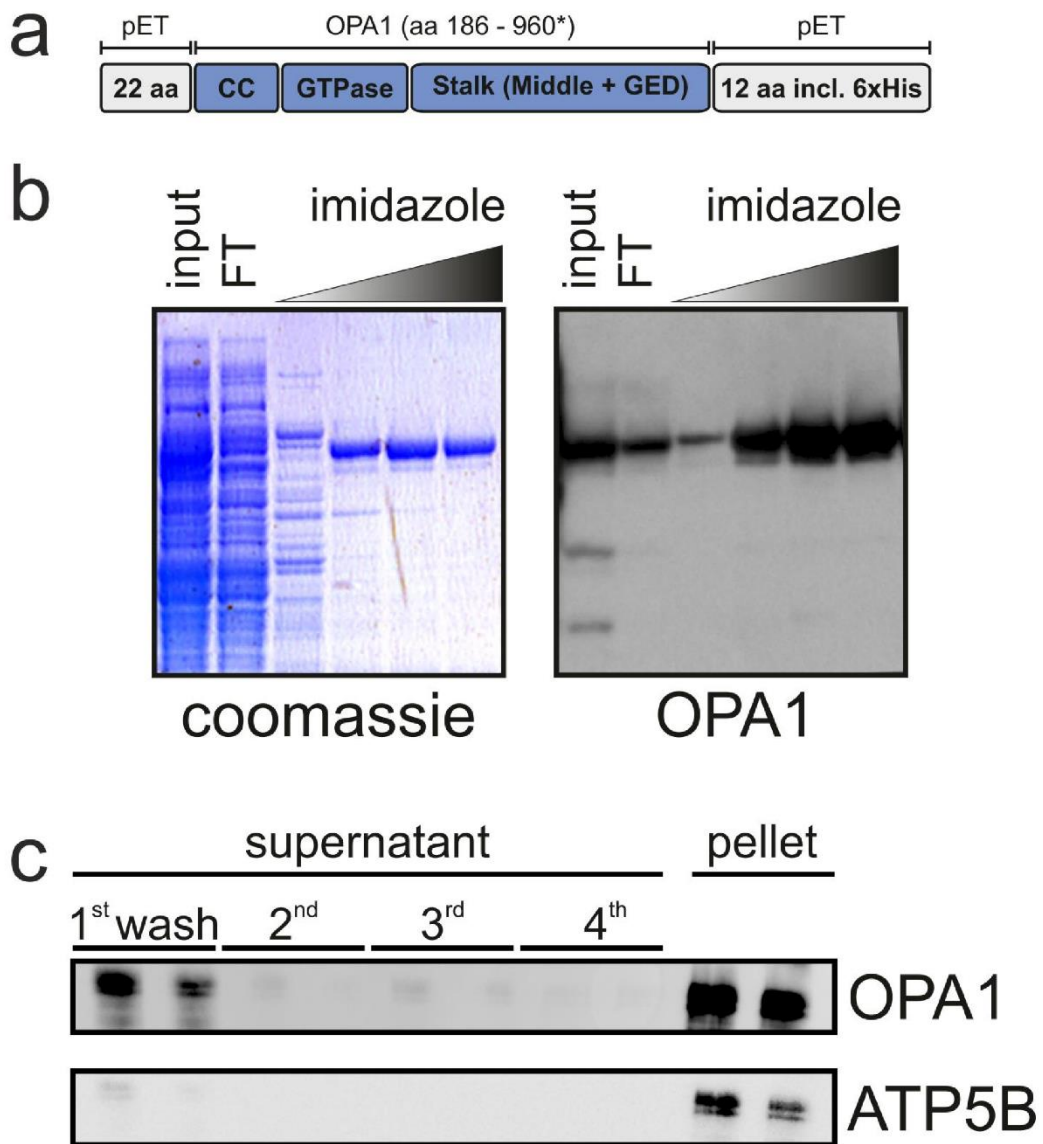 a
pET OPA1 (aa 186 - 960*) pET
22 aa CC GTPase Stalk (Middle + GED) 12 aa incl. 6xHis
b
input FT imidazole input FT imidazole
coomassie OPA1
c
supernatant pellet
1st wash 2nd 3rd 4th
OPA1
ATP5B